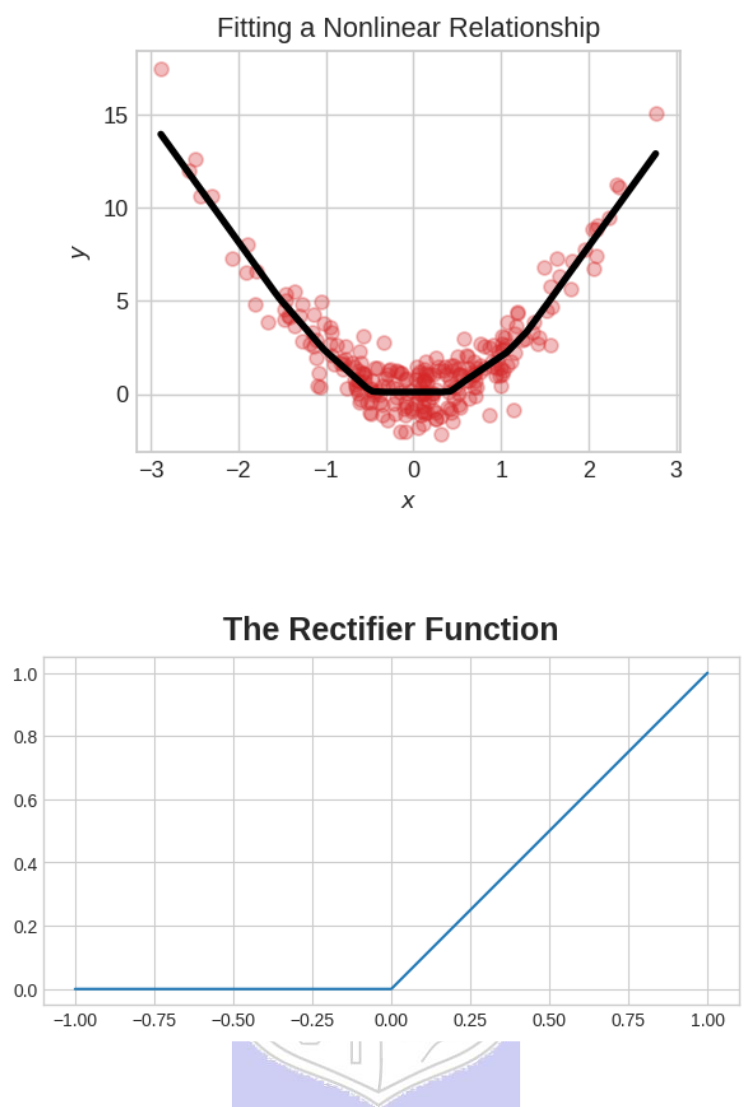 Fitting a Nonlinear Relationship
15
10
5
0
y
−3 −2 −1 0 1 2 3
x
The Rectifier Function
1.0
0.8
0.6
0.4
0.2
0.0
−1.00 −0.75 −0.50 −0.25 0.00 0.25 0.50 0.75 1.00